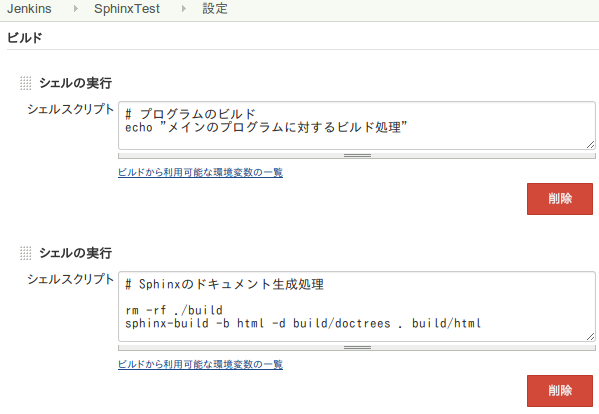 Jenkins SphinxTest 設定
ビルド
シェルの実行
シェルスクリプト
# プログラムのビルド
echo ”メインのプログラムに対するビルド処理”
ビルドから利用可能な環境変数の一覧
削除
シェルの実行
シェルスクリプト
# Sphinxのドキュメント生成処理
rm -rf ./build
sphinx-build -b html -d build/doctrees . build/html
ビルドから利用可能な環境変数の一覧
削除